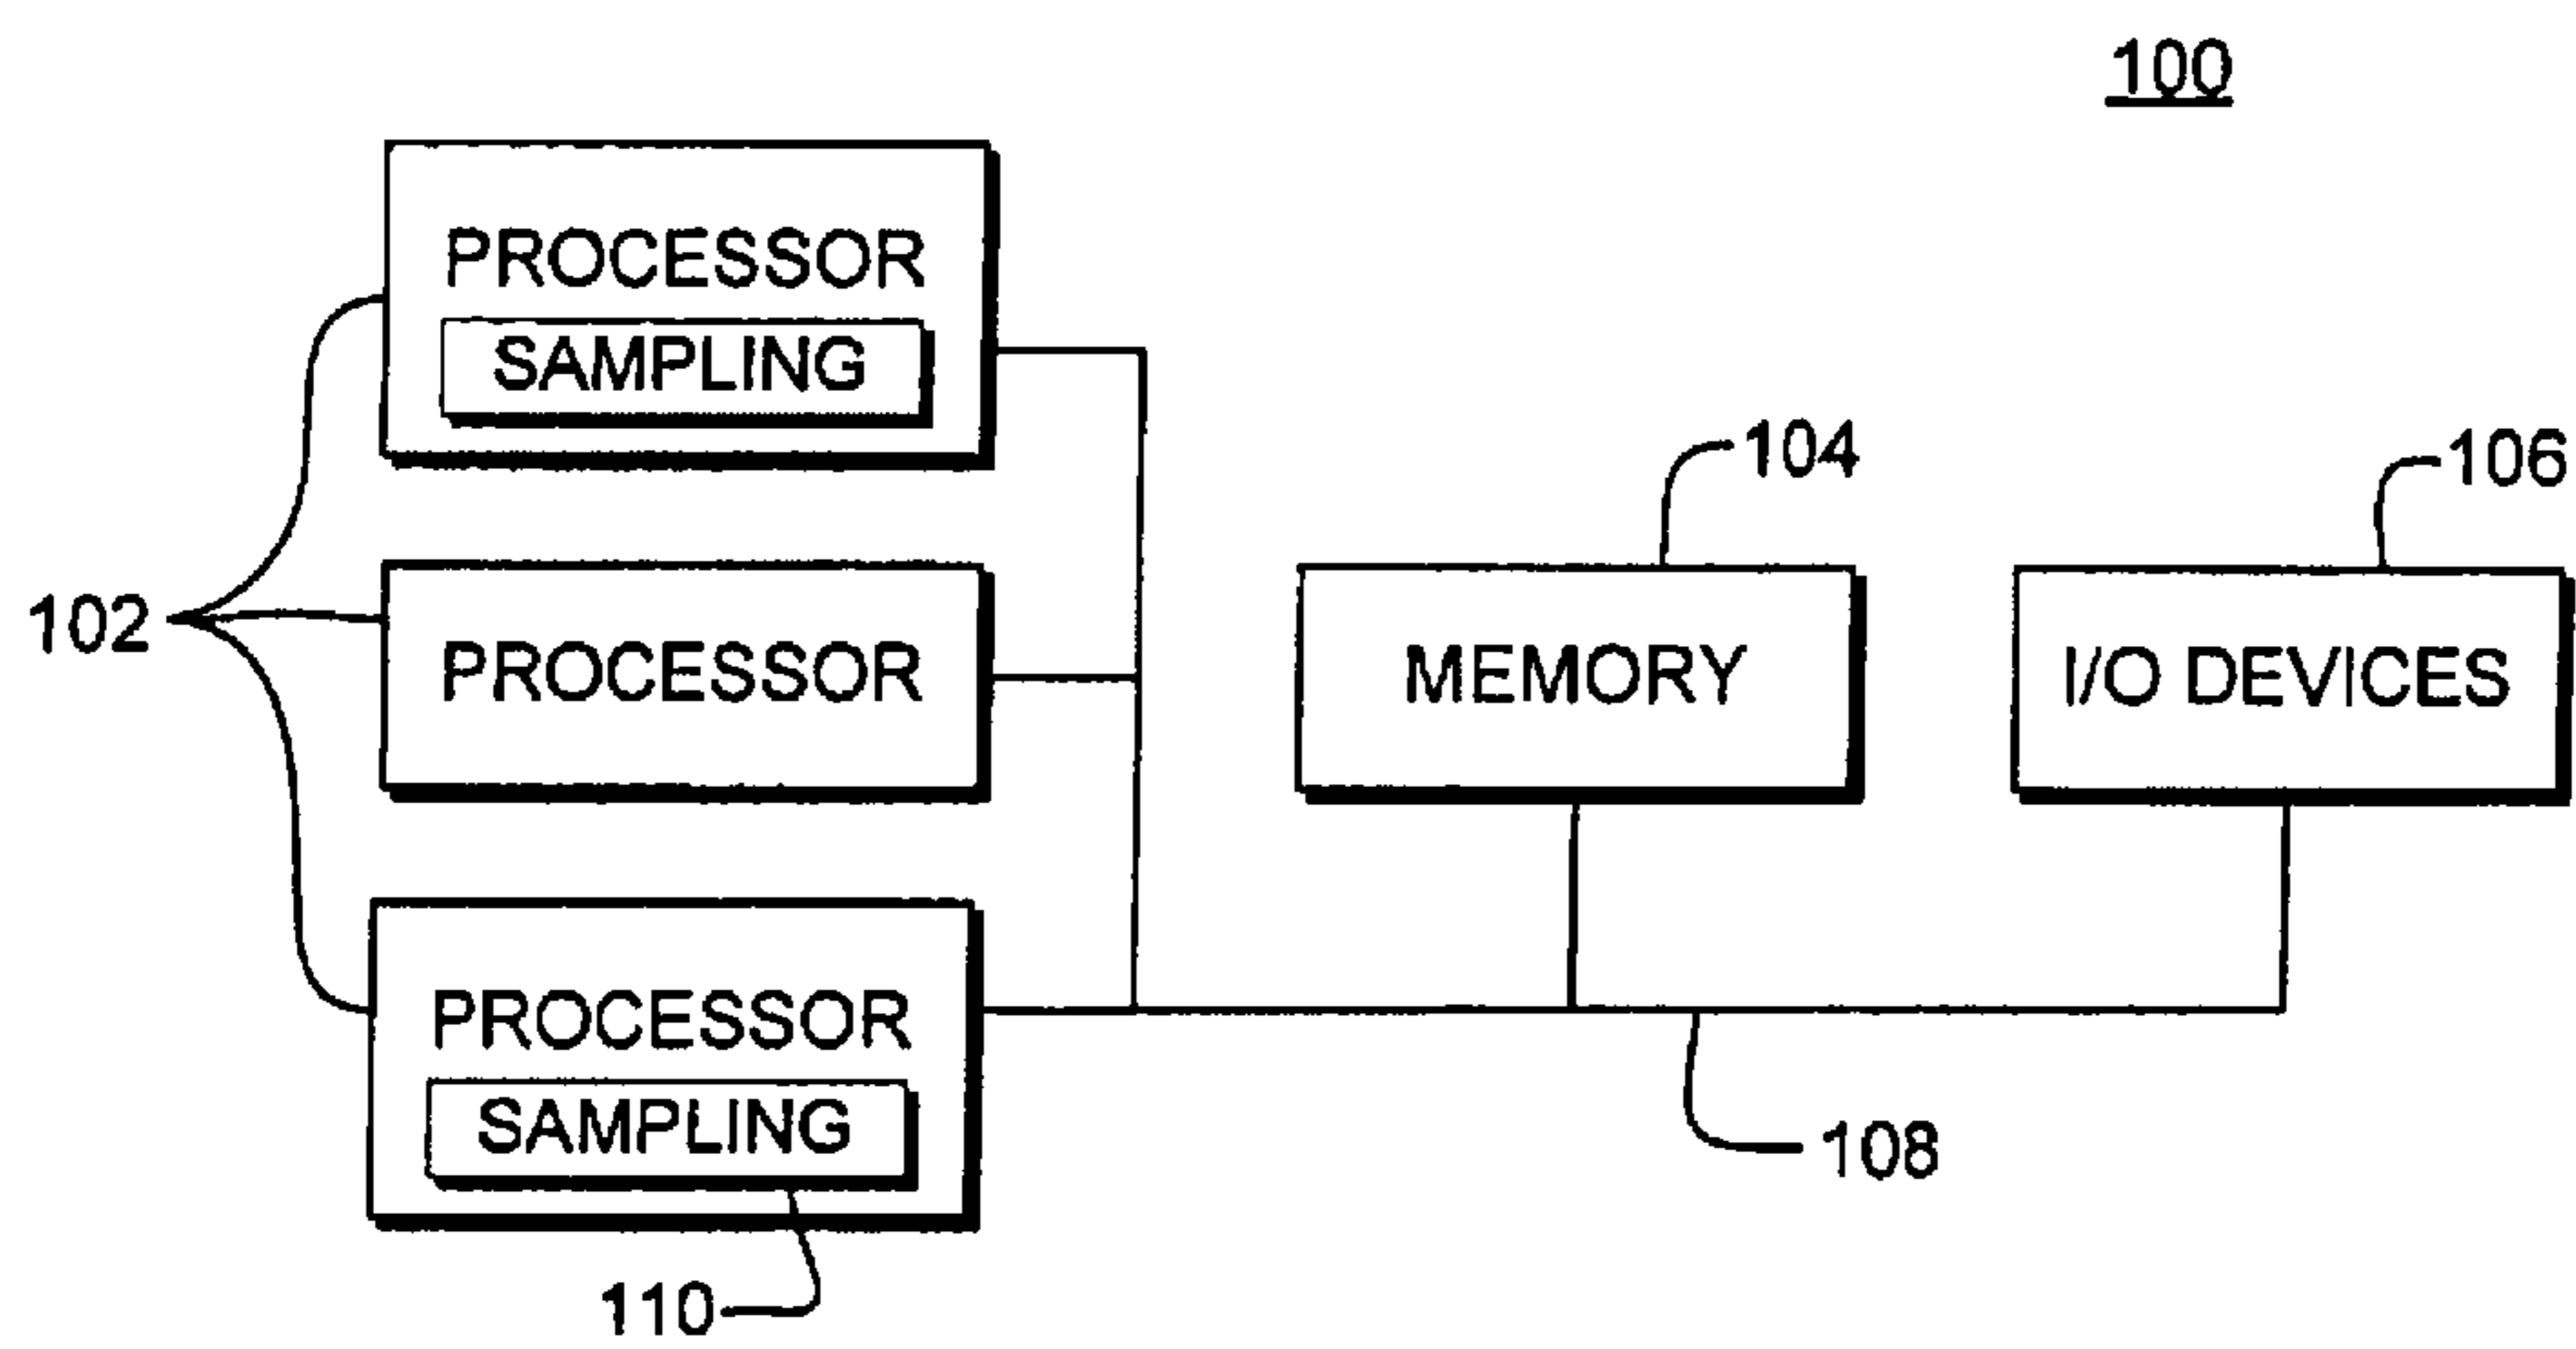 100
PROCESSOR
SAMPLING
104
106
102
PROCESSOR
MEMORY
I/O DEVICES
PROCESSOR
SAMPLING
108
110